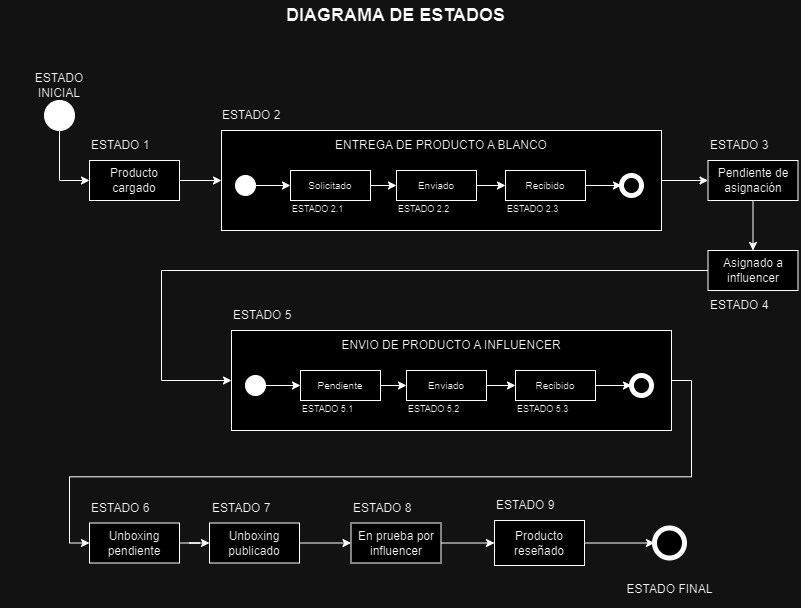 DIAGRAMA DE ESTADOS
ESTADO
INICIAL
ESTADO 1
Producto
cargado
ESTADO 2
ENTREGA DE PRODUCTO A BLANCO
Solicitado
ESTADO 2.1
Enviado
ESTADO 2.2
Recibido
ESTADO 2.3
ESTADO 3
Pendiente de
asignación
Asignado a
influencer
ESTADO 4
ESTADO 5
ENVIO DE PRODUCTO A INFLUENCER
Pendiente
ESTADO 5.1
Enviado
ESTADO 5.2
Recibido
ESTADO 5.3
ESTADO 6
Unboxing
pendiente
ESTADO 7
Unboxing
publicado
ESTADO 8
En prueba por
influencer
ESTADO 9
Producto
reseñado
ESTADO FINAL